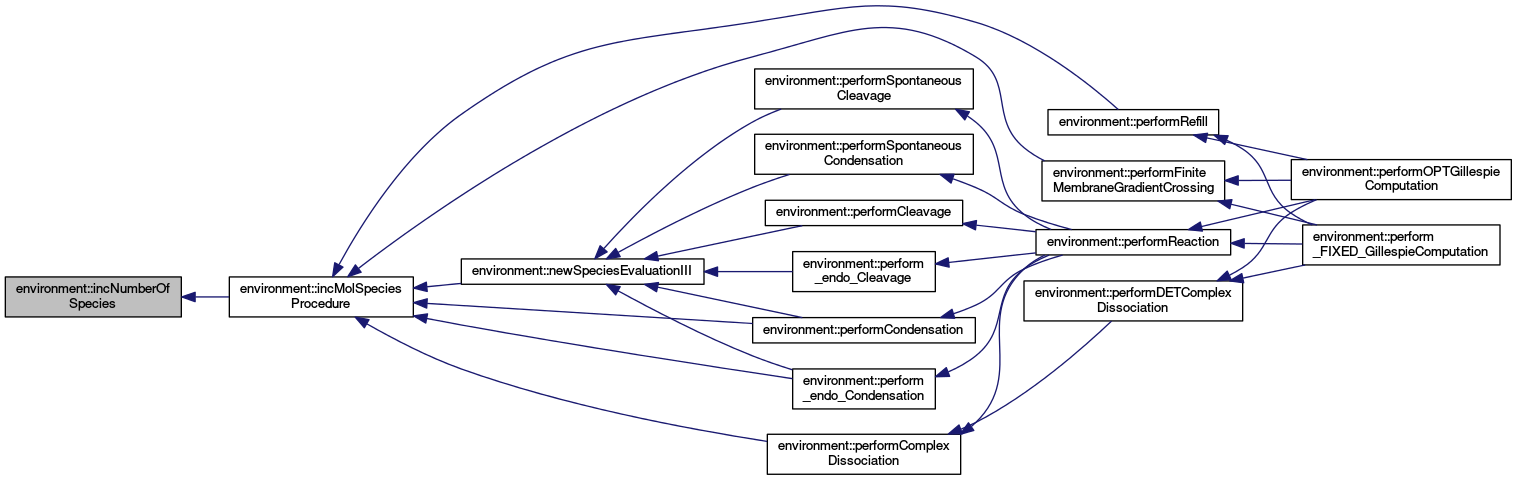 environment::incNumberOf
Species
environment::incMolSpecies
Procedure
environment::newSpeciesEvaluationIII
environment::performSpontaneous
Cleavage
environment::performSpontaneous
Condensation
environment::performCleavage
environment::perform
_endo_Cleavage
environment::performCondensation
environment::perform
_endo_Condensation
environment::performComplex
Dissociation
environment::performRefill
environment::performFinite
MembraneGradientCrossing
environment::performReaction
environment::performDETComplex
Dissociation
environment::performOPTGillespie
Computation
environment::perform
_FIXED_GillespieComputation